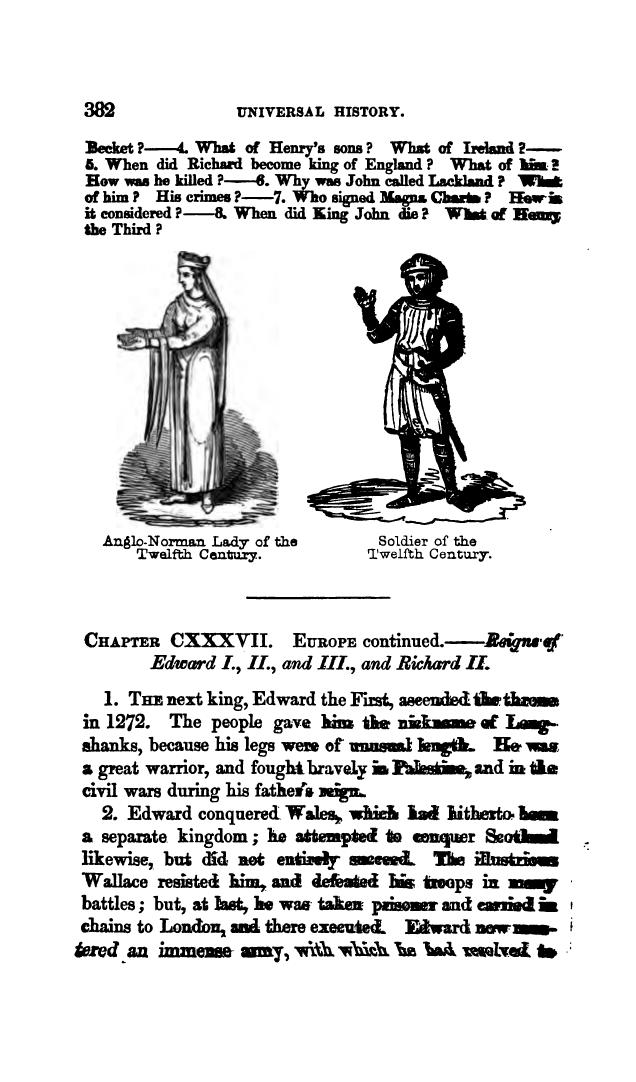 382 UNIVERSAL HISTORY.
Becket?——4. What of Henry's sons? What of Ireland?——
5. When did Richard become king of England? What of him?
How was he killed?——6. Why was John called Lackland? What
of him? His crimes?——7. Who signed Magna Charta? How is
it considered?——8. When did King John die? What of Henry
the Third?
Anglo-Norman Lady of the
Twelfth Century.
Soldier of the
Twelfth Century.
CHAPTER CXXXVII. EUROPE continued.——Reigns of
Edward I., II., and III., and Richard II.
1. THE next king, Edward the First, ascended the throne
in 1272. The people gave him the nickname of Long-
shanks, because his legs were of unusual length. He was
a great warrior, and fought bravely in Palestine, and in the
civil wars during his father's reign.
2. Edward conquered Wales, which had hitherto been
a separate kingdom; he attempted to conquer Scotland
likewise, but did not entirely succeed. The illustrious
Wallace resisted him, and defeated his troops in many
battles; but, at last, he was taken prisoner and carried in
chains to London, and there executed. Edward now mus-
tered an immense army, with which he had resolved to